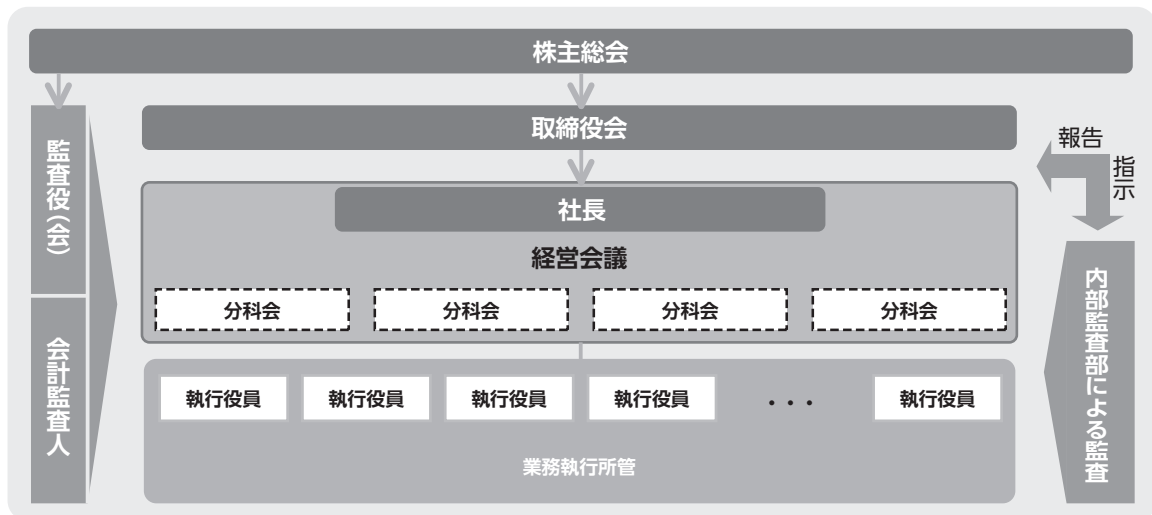 株主総会
取締役会
監査役(会)
会計監査人
報告
指示
社長
経営会議
分科会
分科会
分科会
分科会
執行役員
執行役員
執行役員
執行役員
・・・
執行役員
業務執行所管
内部監査部による監査